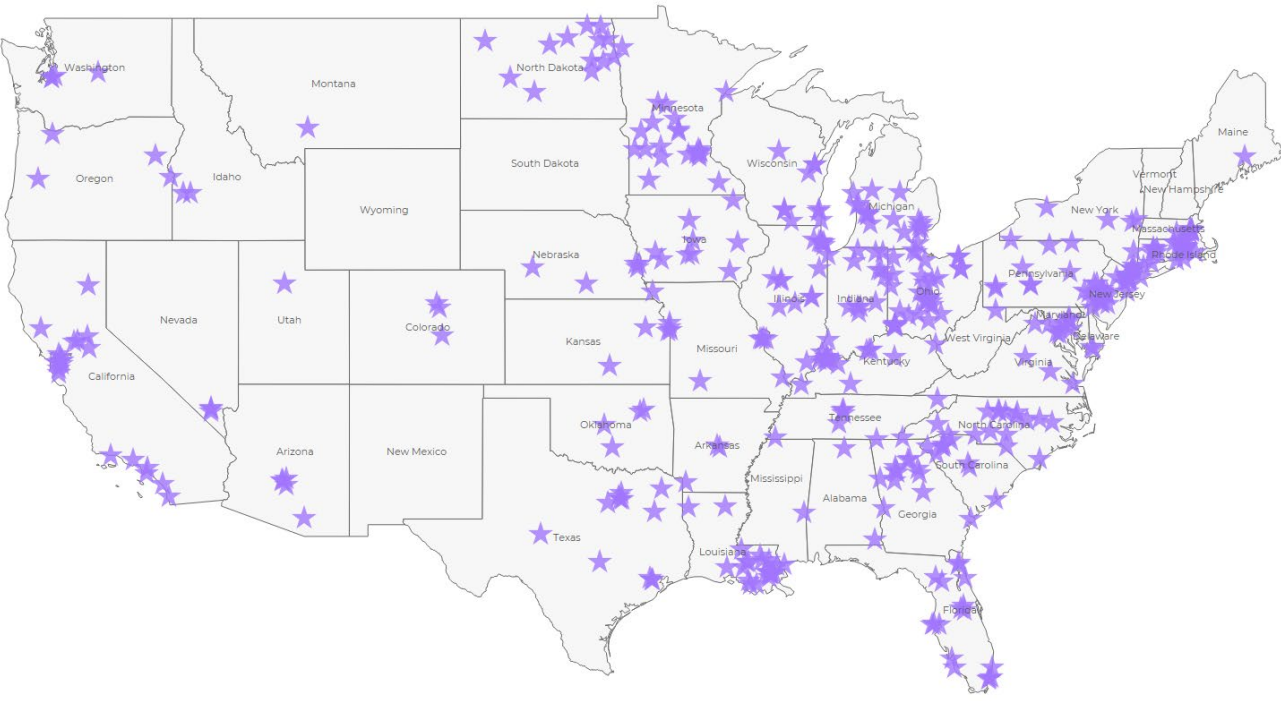 Washington
Montana
North Dakota
Minnesota
Maine
Oregon
Idaho
South Dakota
Wisconsin
Vermont
New Hampshire
Wyoming
Michigan
New York
Massachusetts
Iowa
Rhode Island
Nebraska
Pennsylvania
New Jersey
Nevada
Utah
Colorado
Illinois
Indiana
Ohio
Maryland
Delaware
California
Kansas
Missouri
Kentucky
West Virginia
Virginia
Arizona
New Mexico
Oklahoma
Arkansas
Tennessee
North Carolina
Mississippi
Alabama
Georgia
South Carolina
Texas
Louisiana
Florida